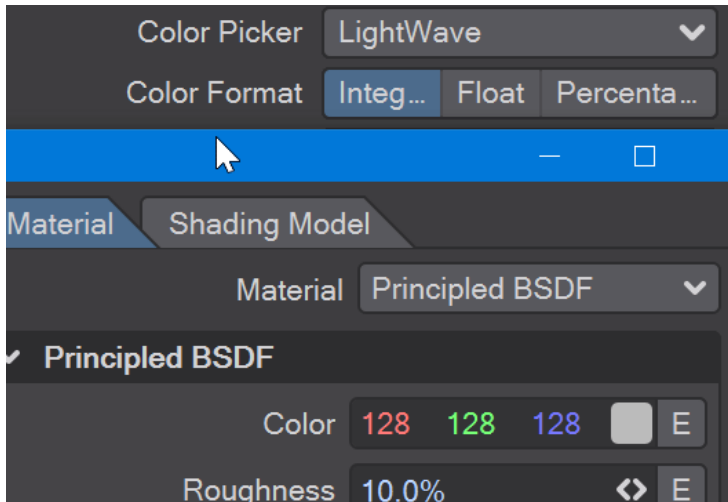 Color Picker LightWave
Color Format Integ... Float Percenta...
Material Shading Model
Material Principled BSDF
Principled BSDF
Color 128 128 128 E
Roughness 10.0% E